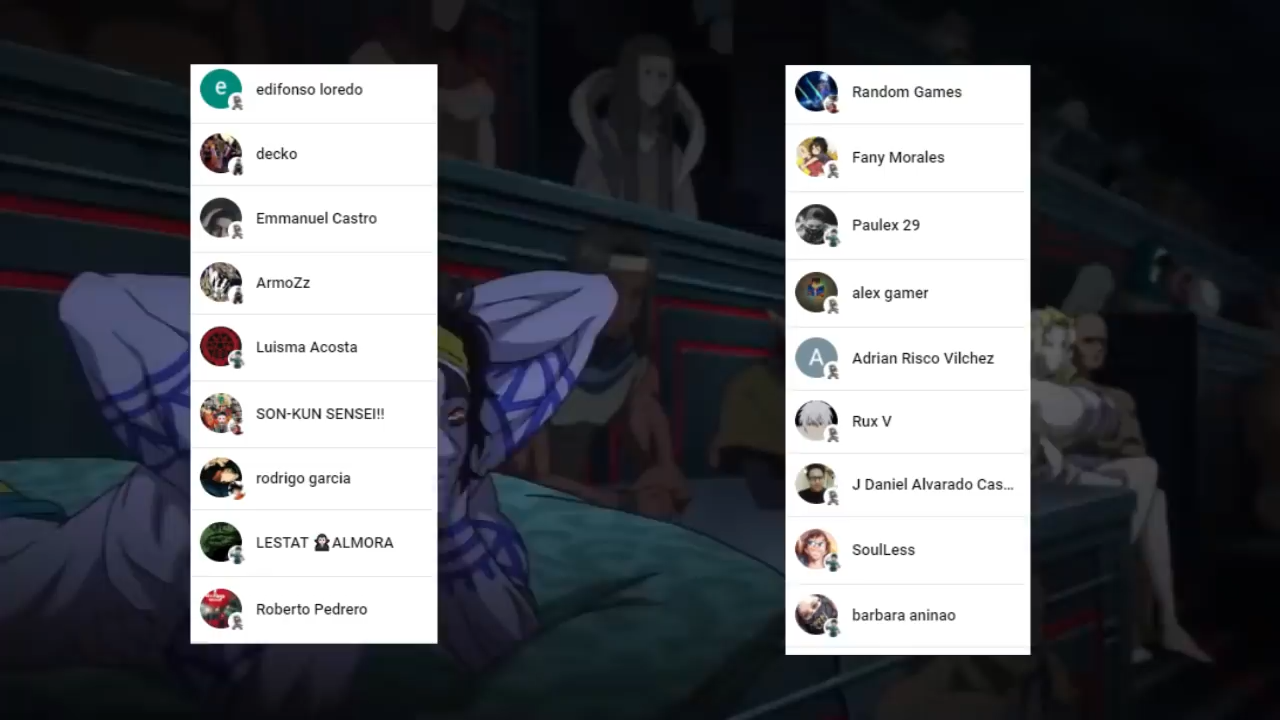 edifonso loredo
decko
Emmanuel Castro
ArmoZz
Luisma Acosta
SON-KUN SENSEI!!
rodrigo garcia
LESTAT 🧛🏻ALMORA
Roberto Pedrero
Random Games
Fany Morales
Paulex 29
alex gamer
A
Adrian Risco Vilchez
Rux V
J Daniel Alvarado Cas...
SoulLess
barbara aninao